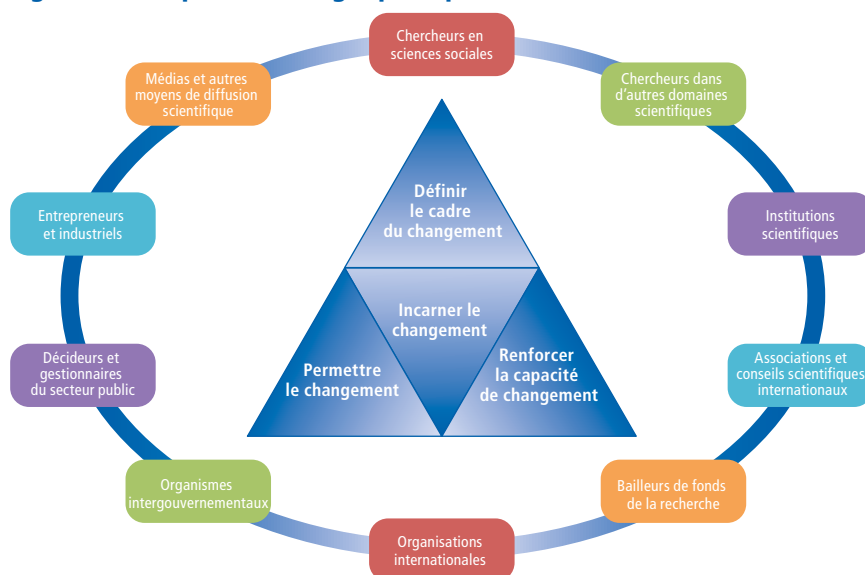 Chercheurs en
sciences sociales
Médias et autres
moyens de diffusion
scientifique
Chercheurs dans
d'autres domaines
scientifiques
Entrepreneurs
et industriels
Institutions
scientifiques
Définir
le cadre
du changement
Incarner le
changement
Permettre
le changement
Renforcer
la capacité
de changement
Décideurs et
gestionnaires
du secteur public
Associations et
conseils scientifiques
internationaux
Organismes
intergouvernementaux
Bailleurs de fonds
de la recherche
Organisations
internationales